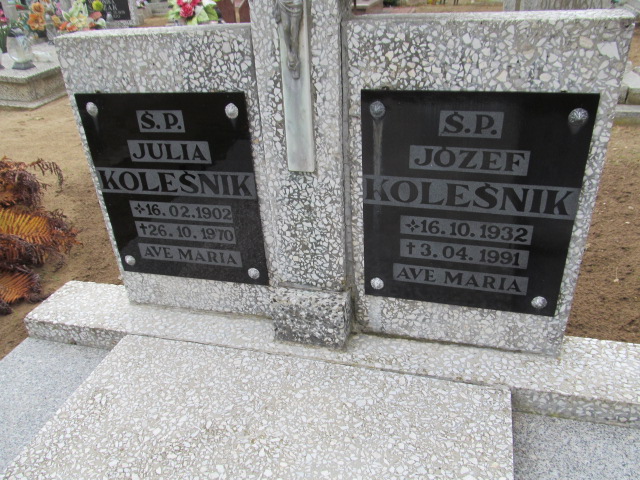 Ś.P.
JULIA
KOLEŚNIK
✢16.02.1902
†26.10.1970
AVE MARIA
Ś.P.
JÓZEF
KOLEŚNIK
✢16.10.1932
†3.04.1991
AVE MARIA